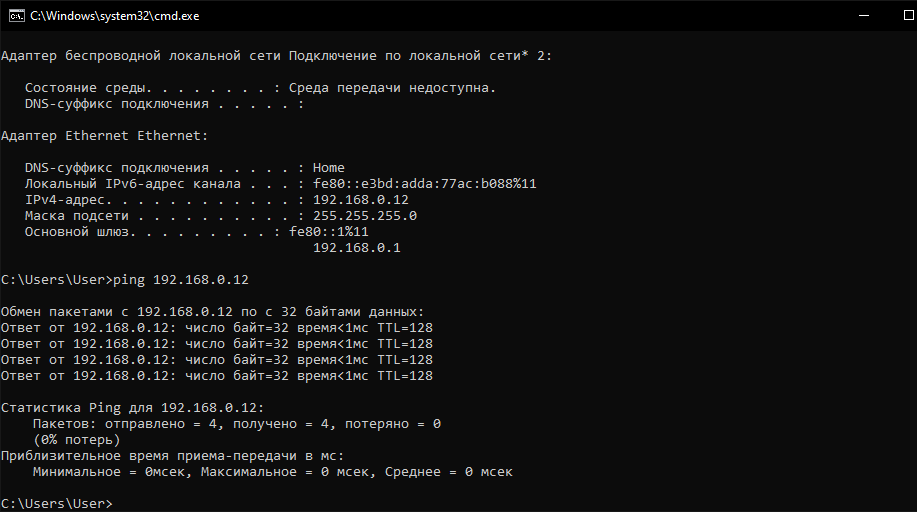 C:\Windows\system32\cmd.exe
Адаптер беспроводной локальной сети Подключение по локальной сети* 2:
Состояние среды. . . . . . . . : Среда передачи недоступна.
DNS-суффикс подключения . . . . . :
Адаптер Ethernet Ethernet:
DNS-суффикс подключения . . . . . : Home
Локальный IPv6-адрес канала . . . : fe80::e3bd:adda:77ac:b088%11
IPv4-адрес. . . . . . . . . . . . : 192.168.0.12
Маска подсети . . . . . . . . . . : 255.255.255.0
Основной шлюз. . . . . . . . . : fe80::1%11
192.168.0.1
C:\Users\User>ping 192.168.0.12
Обмен пакетами с 192.168.0.12 по с 32 байтами данных:
Ответ от 192.168.0.12: число байт=32 время<1мс TTL=128
Ответ от 192.168.0.12: число байт=32 время<1мс TTL=128
Ответ от 192.168.0.12: число байт=32 время<1мс TTL=128
Ответ от 192.168.0.12: число байт=32 время<1мс TTL=128
Статистика Ping для 192.168.0.12:
Пакетов: отправлено = 4, получено = 4, потеряно = 0
(0% потерь)
Приблизительное время приема-передачи в мс:
Минимальное = 0мсек, Максимальное = 0 мсек, Среднее = 0 мсек
C:\Users\User>